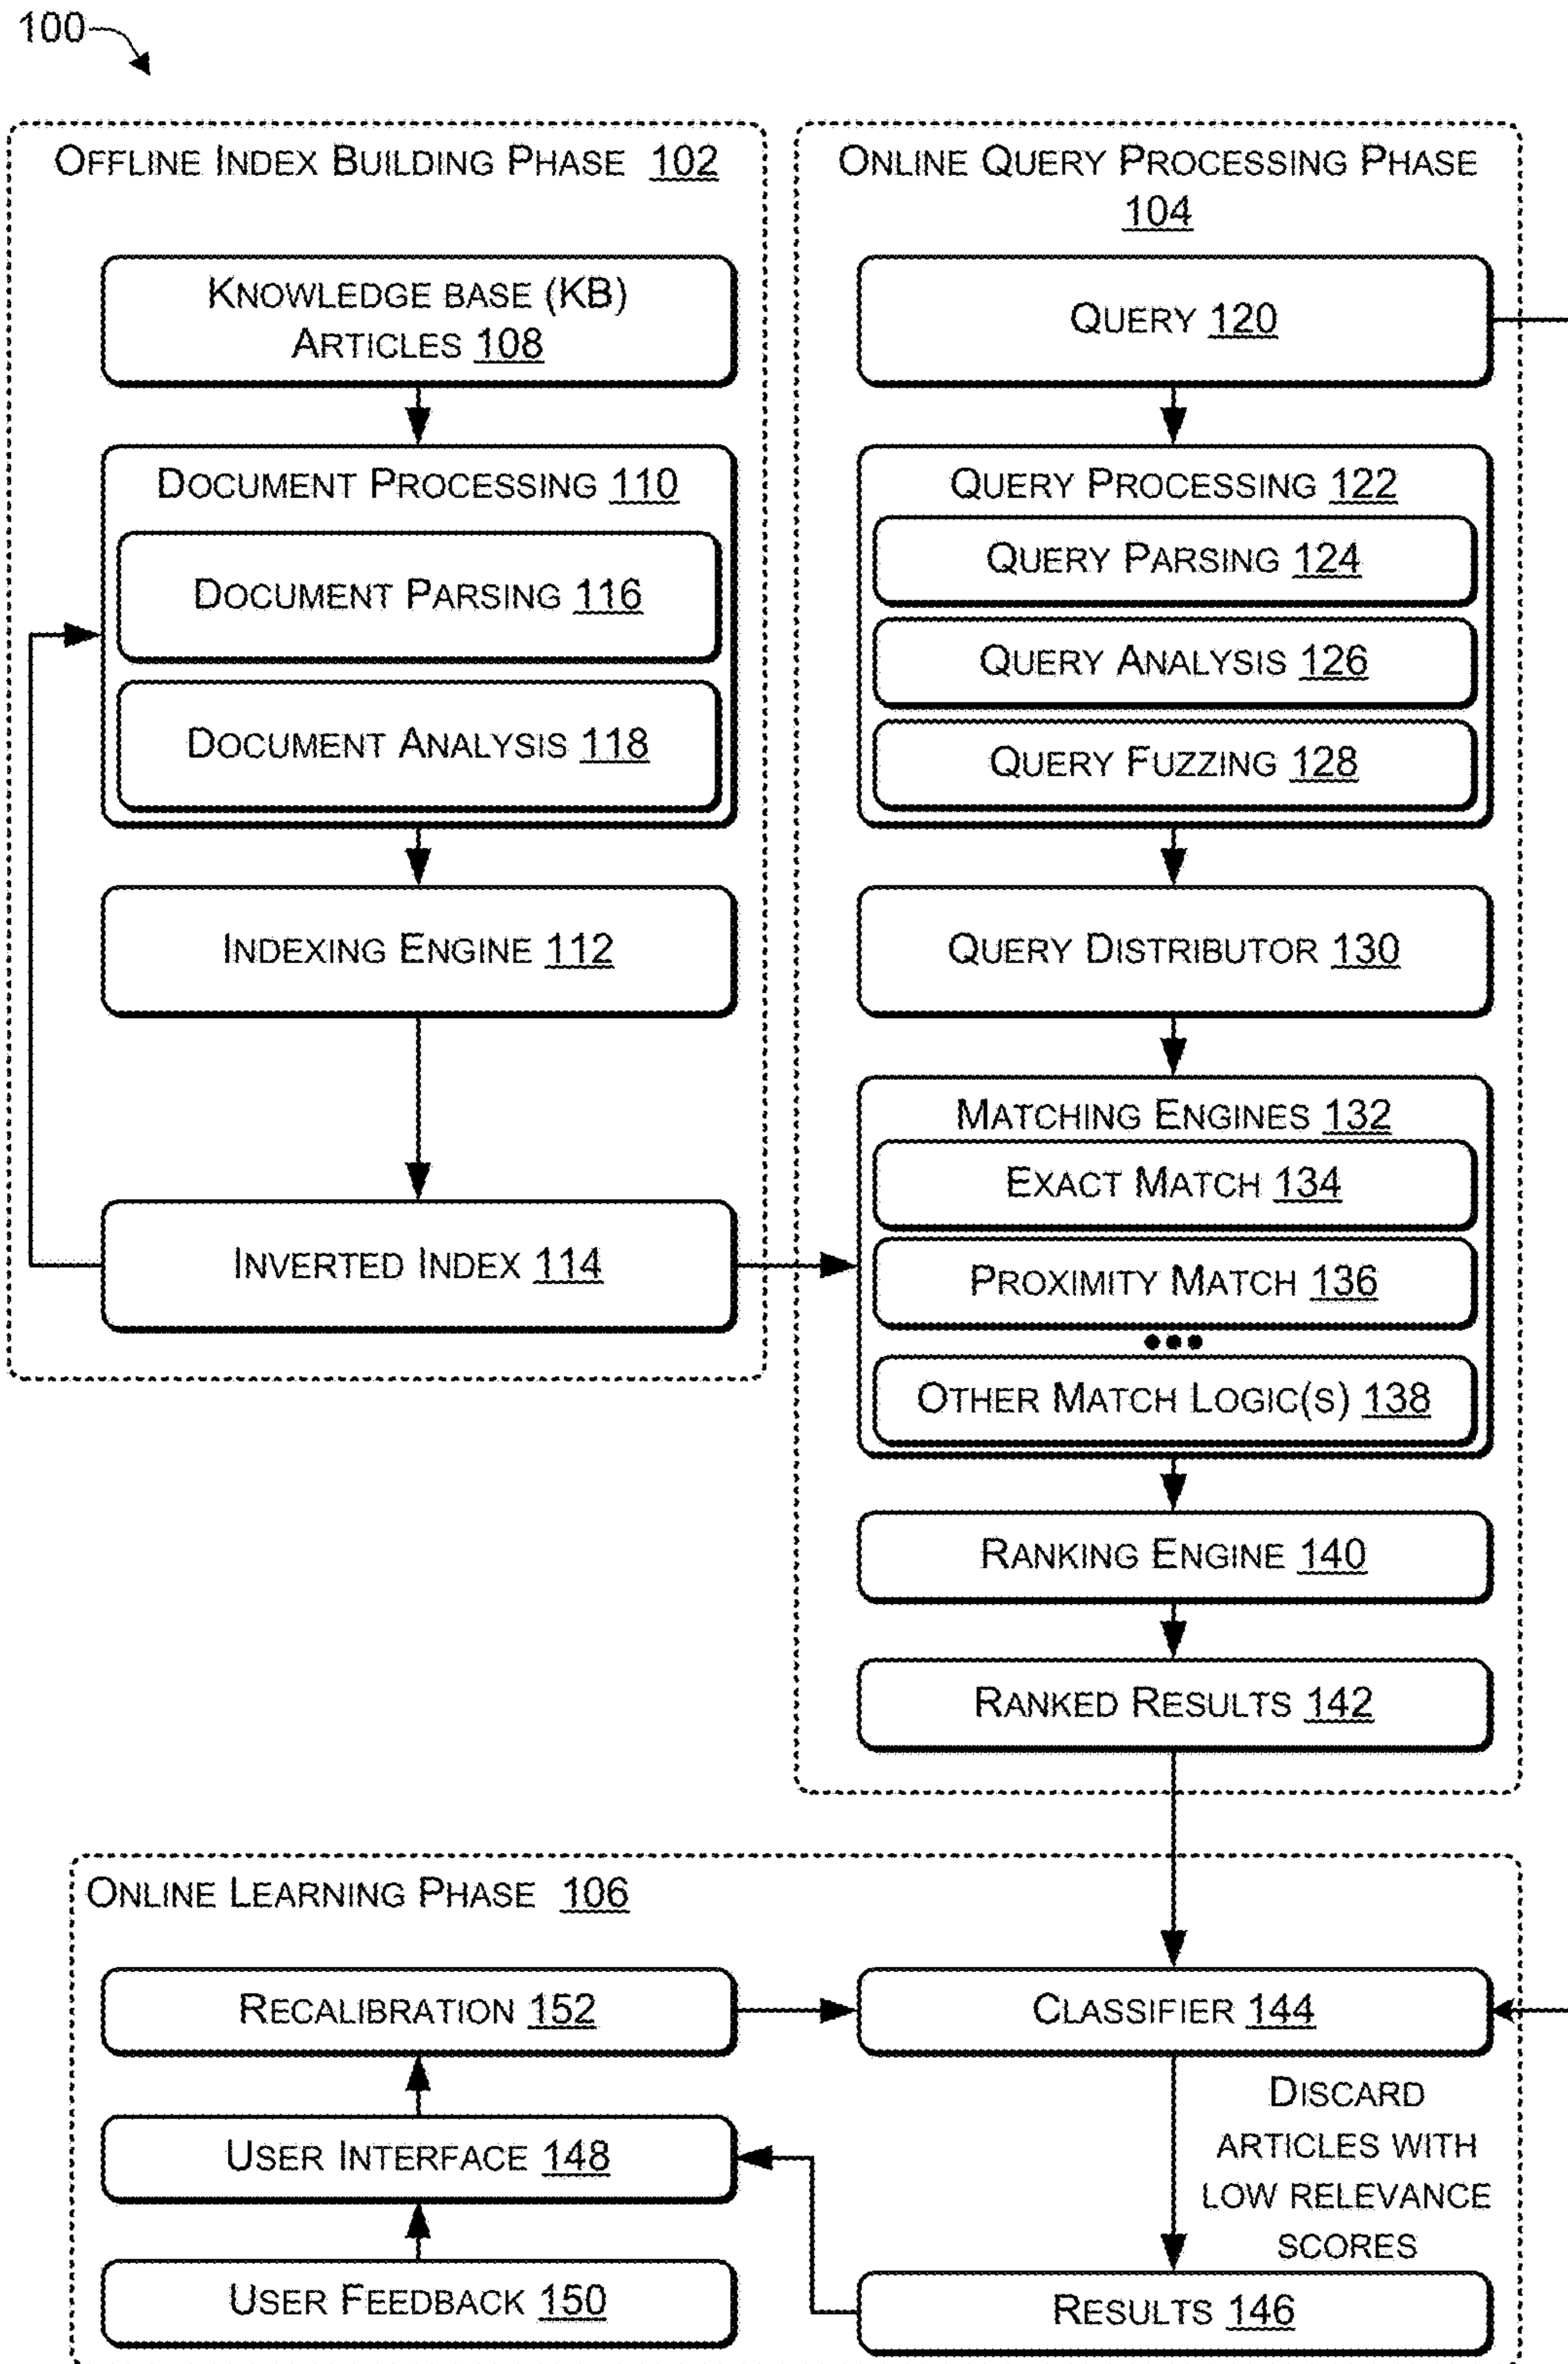 100
OFFLINE INDEX BUILDING PHASE 102
KNOWLEDGE BASE (KB)
ARTICLES 108
DOCUMENT PROCESSING 110
DOCUMENT PARSING 116
DOCUMENT ANALYSIS 118
INDEXING ENGINE 112
INVERTED INDEX 114
ONLINE QUERY PROCESSING PHASE
104
QUERY 120
QUERY PROCESSING 122
QUERY PARSING 124
QUERY ANALYSIS 126
QUERY FUZZING 128
QUERY DISTRIBUTOR 130
MATCHING ENGINES 132
EXACT MATCH 134
PROXIMITY MATCH 136
•••
OTHER MATCH LOGIC(S) 138
RANKING ENGINE 140
RANKED RESULTS 142
ONLINE LEARNING PHASE 106
RECALIBRATION 152
USER INTERFACE 148
USER FEEDBACK 150
CLASSIFIER 144
DISCARD
ARTICLES WITH
LOW RELEVANCE
SCORES
RESULTS 146